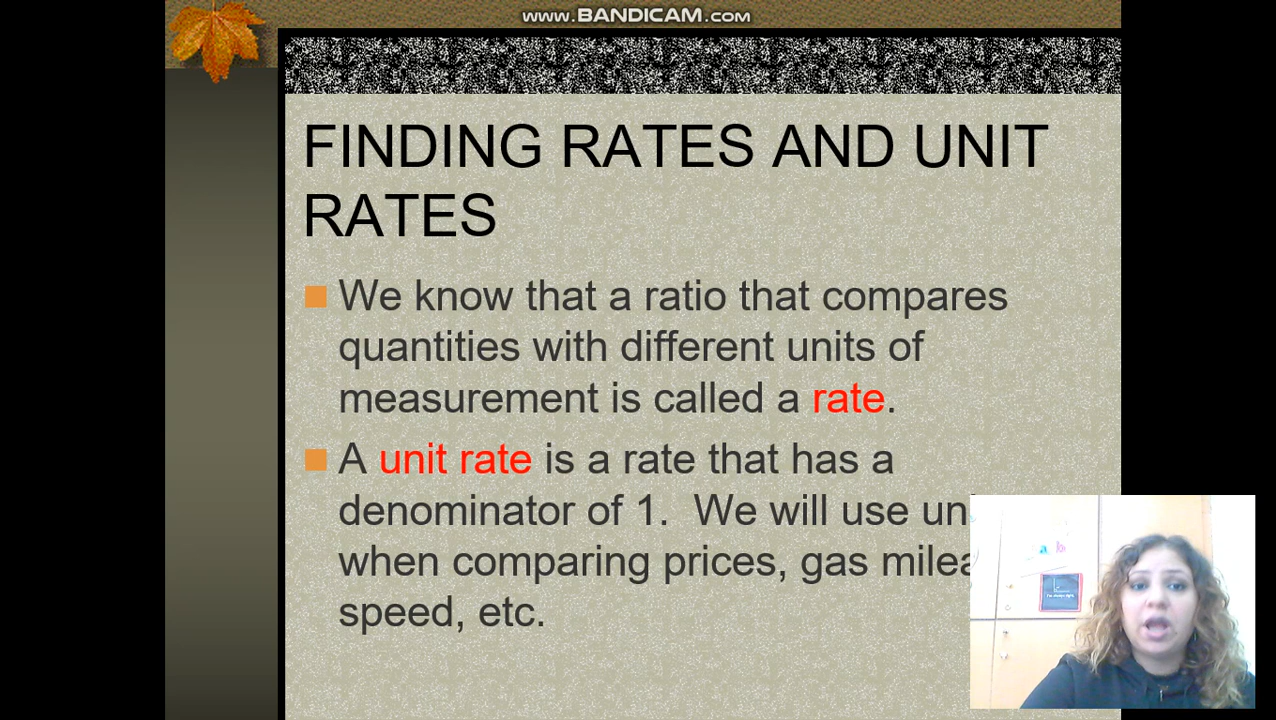 www.BANDICAM.com
FINDING RATES AND UNIT
RATES
We know that a ratio that compares
quantities with different units of
measurement is called a rate.
A unit rate is a rate that has a
denominator of 1. We will use
when comparing prices, gas
speed, etc.